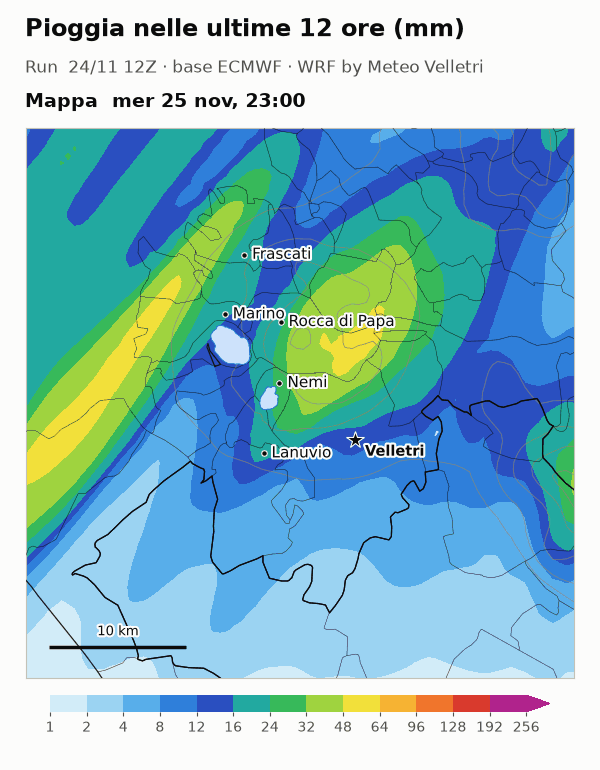 Pioggia nelle ultime 12 ore (mm)
Run  24/11 12Z · base ECMWF · WRF by Meteo Velletri
Mappa  mer 25 nov, 23:00
Frascati
Marino
Rocca di Papa
Nemi
Velletri
Lanuvio
10 km
1 2 4 8 12 16 24 32 48 64 96 128 192 256